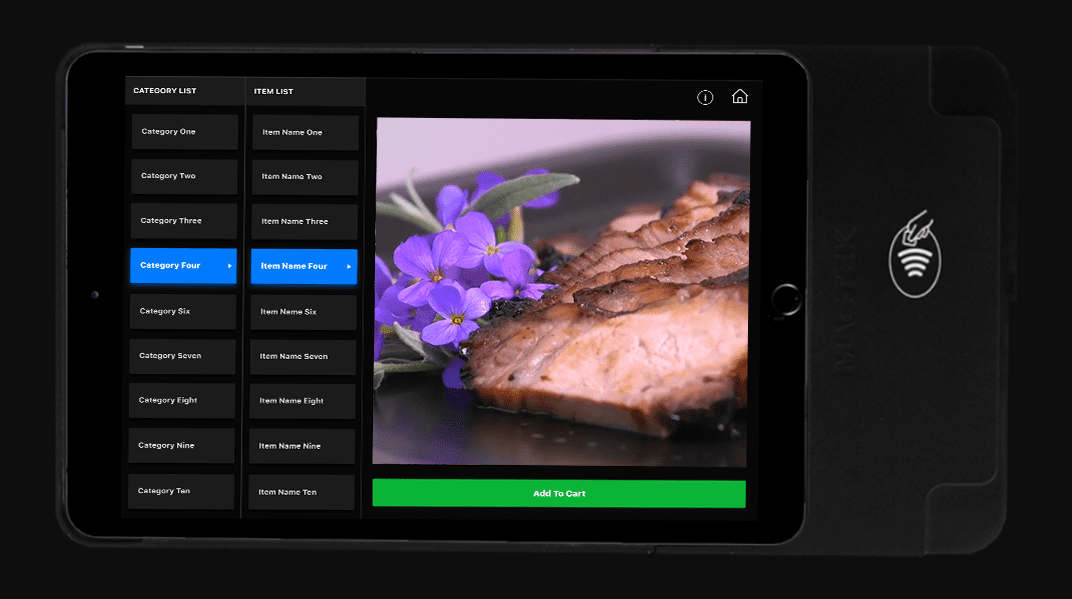 CATEGORY LIST
Category One
Category Two
Category Three
Category Four
Category Six
Category Seven
Category Eight
Category Nine
Category Ten
ITEM LIST
Item Name One
Item Name Two
Item Name Three
Item Name Four
Item Name Six
Item Name Seven
Item Name Eight
Item Name Nine
Item Name Ten
Add To Cart
MAGTEK